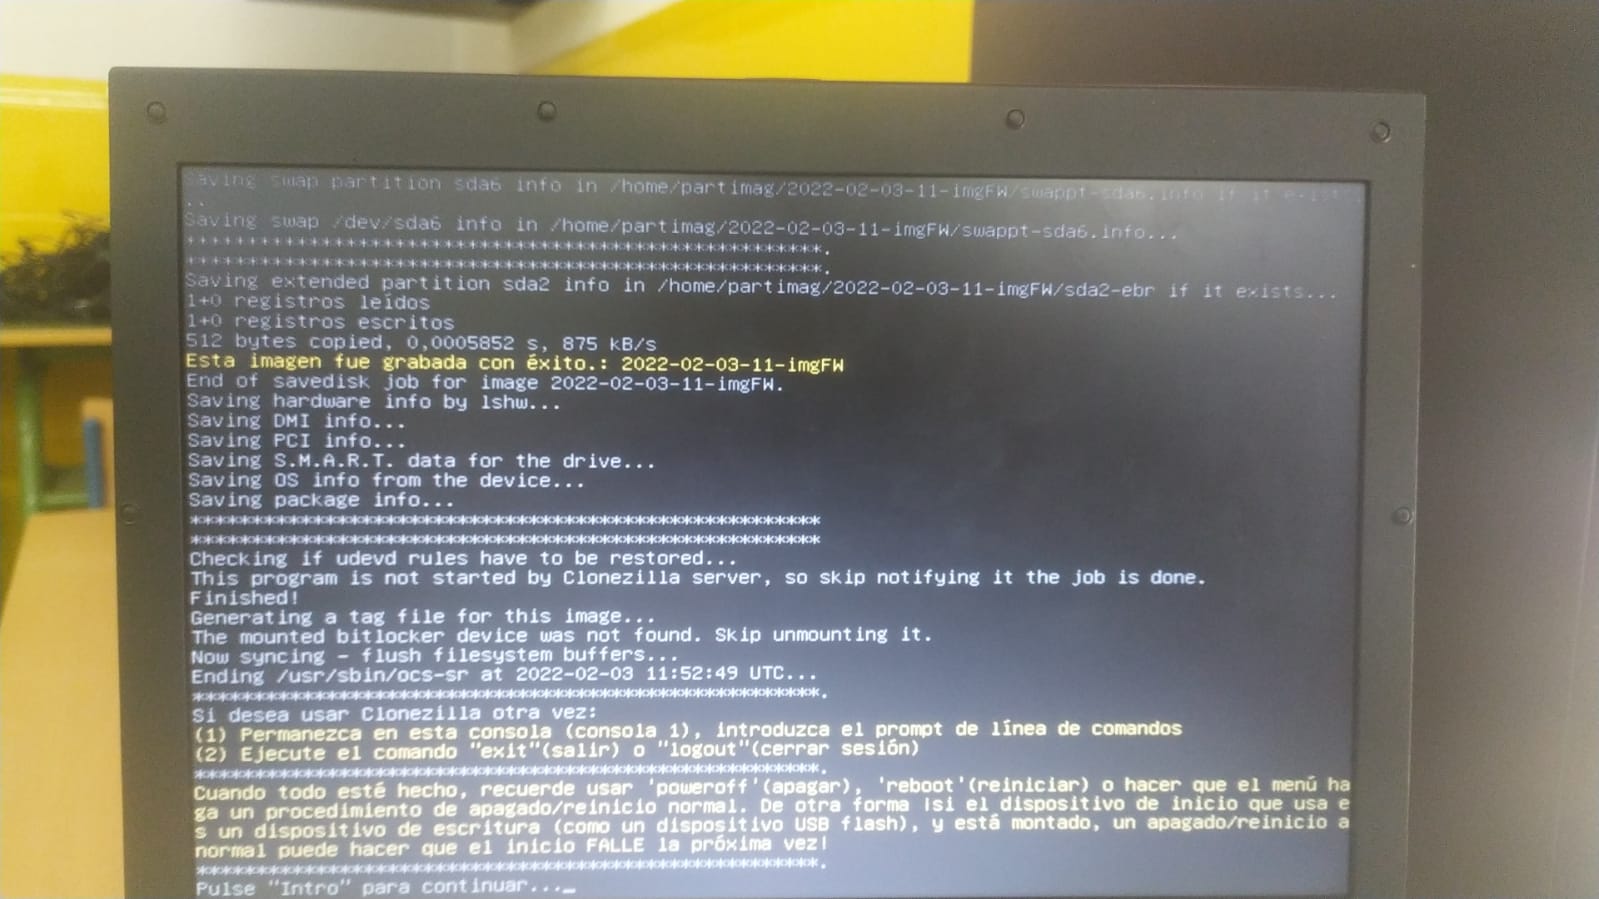 Saving swap partition sda6 info in /home/partimag/2022-02-03-11-imgFW/swappt-sda6.info if it exist
..
Saving swap /dev/sda6 info in /home/partimag/2022-02-03-11-imgFW/swappt-sda6.info...
*****************************************************.
*****************************************************.
Saving extended partition sda2 info in /home/partimag/2022-02-03-11-imgFW/sda2-ebr if it exists...
1+0 registros leídos
1+0 registros escritos
512 bytes copied, 0,0005852 s, 875 kB/s
Esta imagen fue grabada con éxito.: 2022-02-03-11-imgFW
End of savedisk job for image 2022-02-03-11-imgFW.
Saving hardware info by lshw...
Saving DMI info...
Saving PCI info...
Saving S.M.A.R.T. data for the drive...
Saving OS info from the device...
Saving package info...
*****************************************************
*****************************************************
Checking if udevd rules have to be restored...
This program is not started by Clonezilla server, so skip notifying it the job is done.
Finished!
Generating a tag file for this image...
The mounted bitlocker device was not found. Skip unmounting it.
Now syncing - flush filesystem buffers...
Ending /usr/sbin/ocs-sr at 2022-02-03 11:52:49 UTC...
*****************************************************.
Si desea usar Clonezilla otra vez:
(1) Permanezca en esta consola (consola 1), introduzca el prompt de línea de comandos
(2) Ejecute el comando "exit"(salir) o "logout"(cerrar sesión)
*****************************************************.
Cuando todo esté hecho, recuerde usar 'poweroff'(apagar), 'reboot'(reiniciar) o hacer que el menú ha
ga un procedimiento de apagado/reinicio normal. De otra forma ¡si el dispositivo de inicio que usa e
s un dispositivo de escritura (como un dispositivo USB flash), y está montado, un apagado/reinicio a
normal puede hacer que el inicio FALLE la próxima vez!
*****************************************************.
Pulse "Intro" para continuar..._